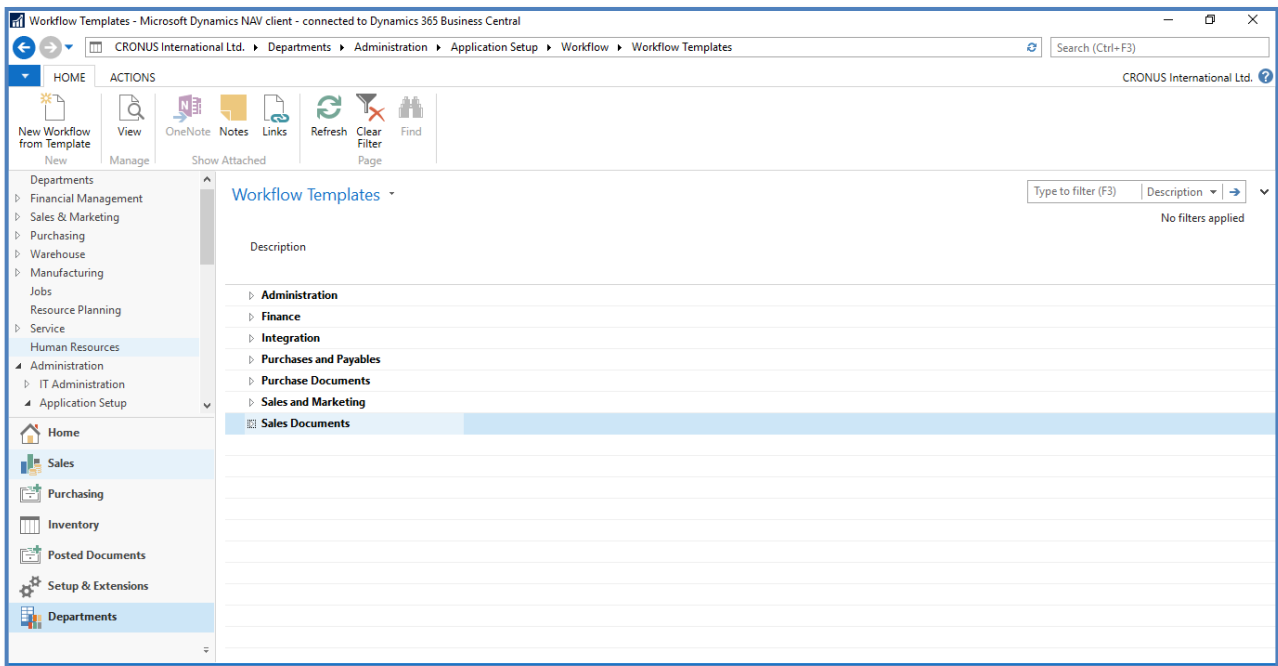 Workflow Templates - Microsoft Dynamics NAV client - connected to Dynamics 365 Business Central
CRONUS International Ltd. Departments Administration Application Setup Workflow Workflow Templates
Search (Ctrl+F3)
HOME ACTIONS
CRONUS International Ltd.
New Workflow from Template
View
OneNote
Notes
Links
Refresh
Clear Filter
Find
New
Manage
Show Attached
Page
Departments
Financial Management
Sales & Marketing
Purchasing
Warehouse
Manufacturing
Jobs
Resource Planning
Service
Human Resources
Administration
IT Administration
Application Setup
Home
Sales
Purchasing
Inventory
Posted Documents
Setup & Extensions
Departments
Workflow Templates
Type to filter (F3)
Description
No filters applied
Description
Administration
Finance
Integration
Purchases and Payables
Purchase Documents
Sales and Marketing
Sales Documents